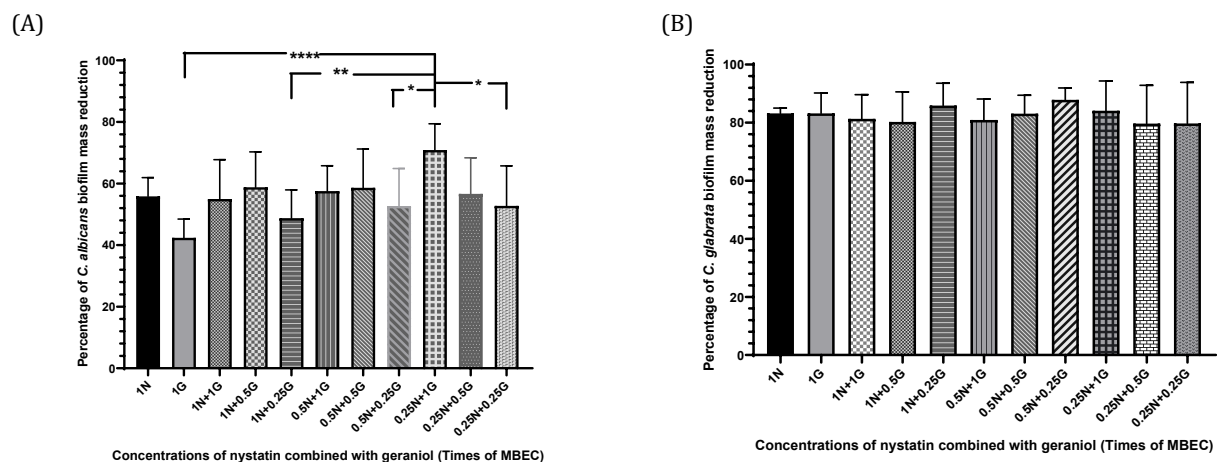 (A)
****
**
*
*
100
80
60
40
20
0
Percentage of C. albicans biofilm mass reduction
1N
1G
1N+1G
1N+0.5G
1N+0.25G
0.5N+1G
0.5N+0.5G
0.5N+0.25G
0.25N+1G
0.25N+0.5G
0.25N+0.25G
Concentrations of nystatin combined with geraniol (Times of MBEC)
(B)
100
80
60
40
20
0
Percentage of C. glabrata biofilm mass reduction
1N
1G
1N+1G
1N+0.5G
1N+0.25G
0.5N+1G
0.5N+0.5G
0.5N+0.25G
0.25N+1G
0.25N+0.5G
0.25N+0.25G
Concentrations of nystatin combined with geraniol (Times of MBEC)